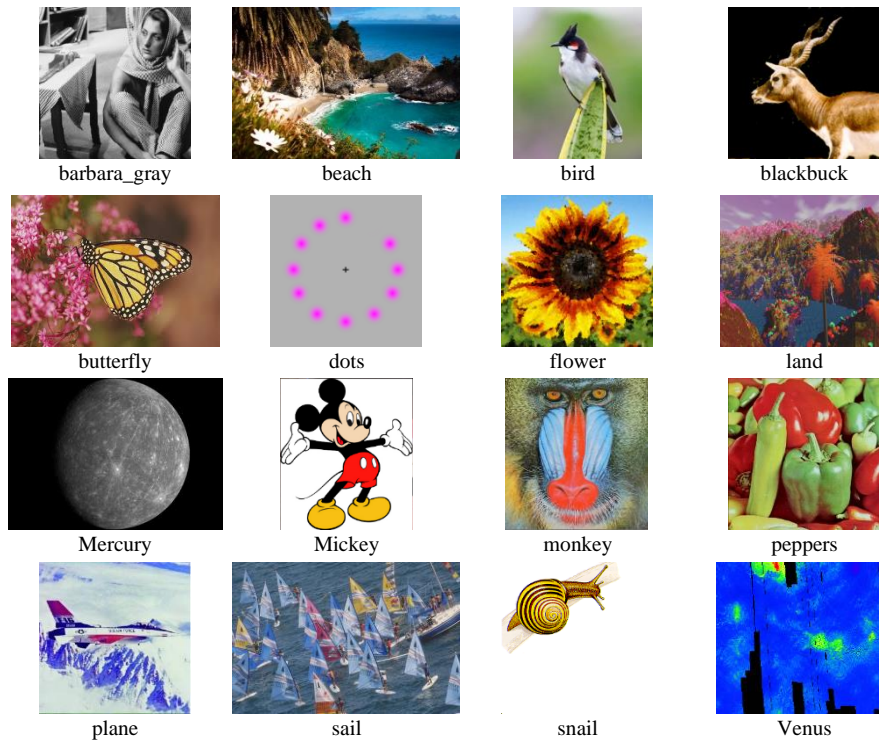 barbara_gray
beach
bird
blackbuck
butterfly
dots
flower
land
Mercury
Mickey
monkey
peppers
plane
sail
snail
Venus